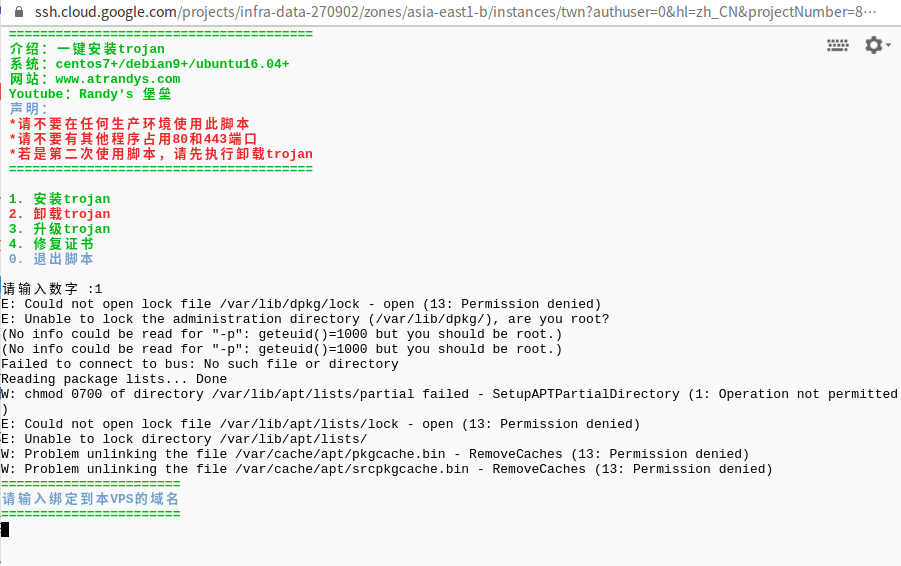 ssh.cloud.google.com/projects/infra-data-270902/zones/asia-east1-b/instances/twn?authuser=0&hl=zh_CN&projectNumber=8…
=======================================
介绍：一键安装trojan
系统：centos7+/debian9+/ubuntu16.04+
网站：www.atrandys.com
Youtube：Randy's 堡垒
声明：
*请不要在任何生产环境使用此脚本
*请不要有其他程序占用80和443端口
*若是第二次使用脚本，请先执行卸载trojan
=======================================
1. 安装trojan
2. 卸载trojan
3. 升级trojan
4. 修复证书
0. 退出脚本
请输入数字 :1
E: Could not open lock file /var/lib/dpkg/lock - open (13: Permission denied)
E: Unable to lock the administration directory (/var/lib/dpkg/), are you root?
(No info could be read for "-p": geteuid()=1000 but you should be root.)
(No info could be read for "-p": geteuid()=1000 but you should be root.)
Failed to connect to bus: No such file or directory
Reading package lists... Done
W: chmod 0700 of directory /var/lib/apt/lists/partial failed - SetupAPTPartialDirectory (1: Operation not permitted
)
E: Could not open lock file /var/lib/apt/lists/lock - open (13: Permission denied)
E: Unable to lock directory /var/lib/apt/lists/
W: Problem unlinking the file /var/cache/apt/pkgcache.bin - RemoveCaches (13: Permission denied)
W: Problem unlinking the file /var/cache/apt/srcpkgcache.bin - RemoveCaches (13: Permission denied)
=======================
请输入绑定到本VPS的域名
=======================